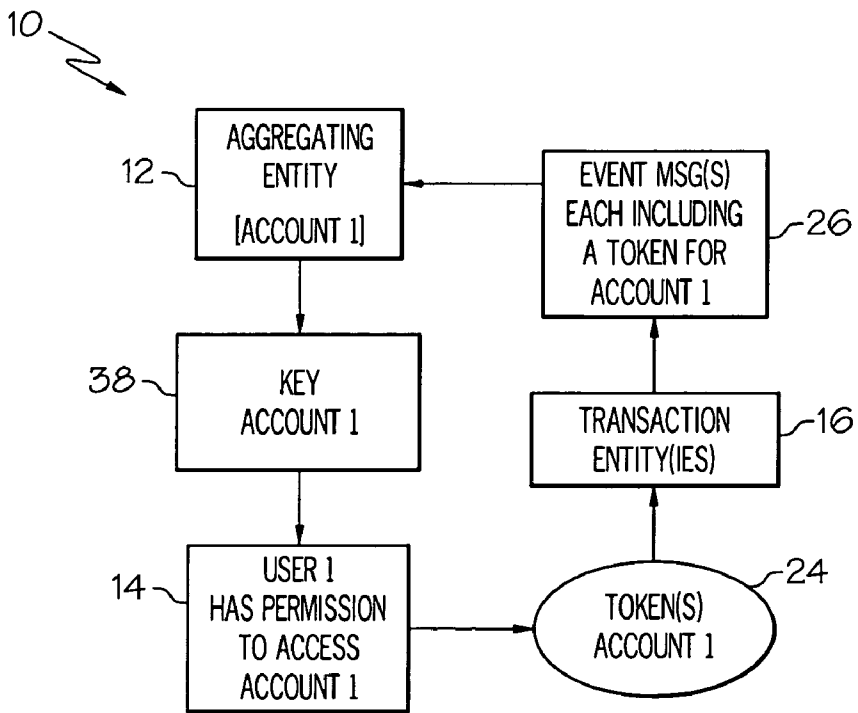 10
12
AGGREGATING
ENTITY
[ACCOUNT 1]
EVENT MSG(S)
EACH INCLUDING
A TOKEN FOR
ACCOUNT 1
26
38
KEY
ACCOUNT 1
TRANSACTION
ENTITY(IES)
16
14
USER 1
HAS PERMISSION
TO ACCESS
ACCOUNT 1
TOKEN(S)
ACCOUNT 1
24